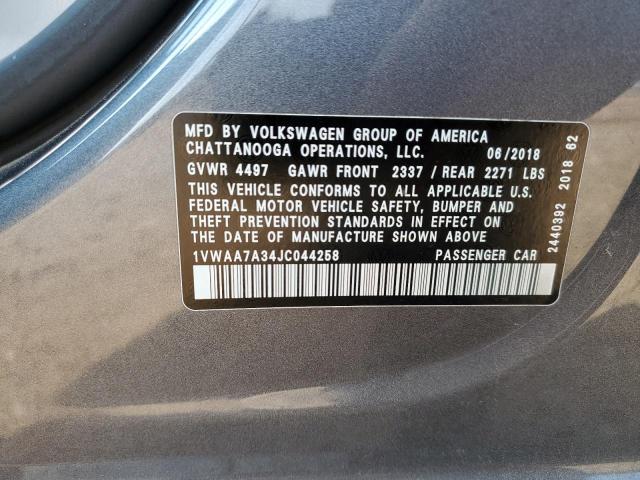 MFD BY VOLKSWAGEN GROUP OF AMERICA
CHATTANOOGA OPERATIONS, LLC. 06/2018
GVWR 4497 GAWR FRONT 2337 / REAR 2271 LBS
THIS VEHICLE CONFORMS TO ALL APPLICABLE U.S.
FEDERAL MOTOR VEHICLE SAFETY, BUMPER AND
THEFT PREVENTION STANDARDS IN EFFECT ON
THE DATE OF MANUFACTURE SHOWN ABOVE
1VWAA7A34JC044258 PASSENGER CAR
2440392 2018 62